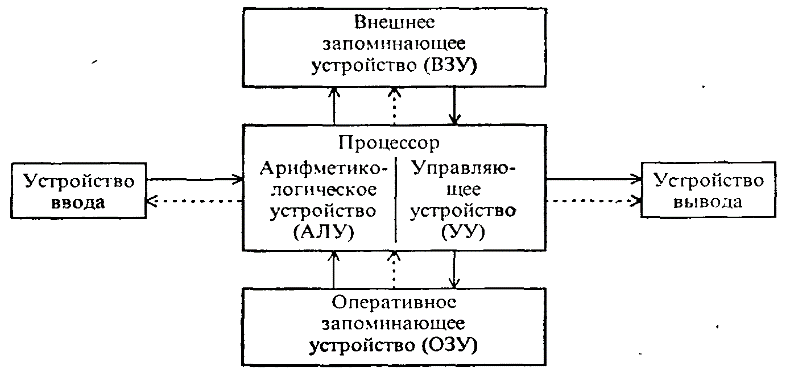 Внешнее
запоминающее
устройство (ВЗУ)
Процессор
Арифметико-
логическое
устройство
(АЛУ)
Управляю-
щее
устройство
(УУ)
Устройство
ввода
Устройство
вывода
Оперативное
запоминающее
устройство (ОЗУ)